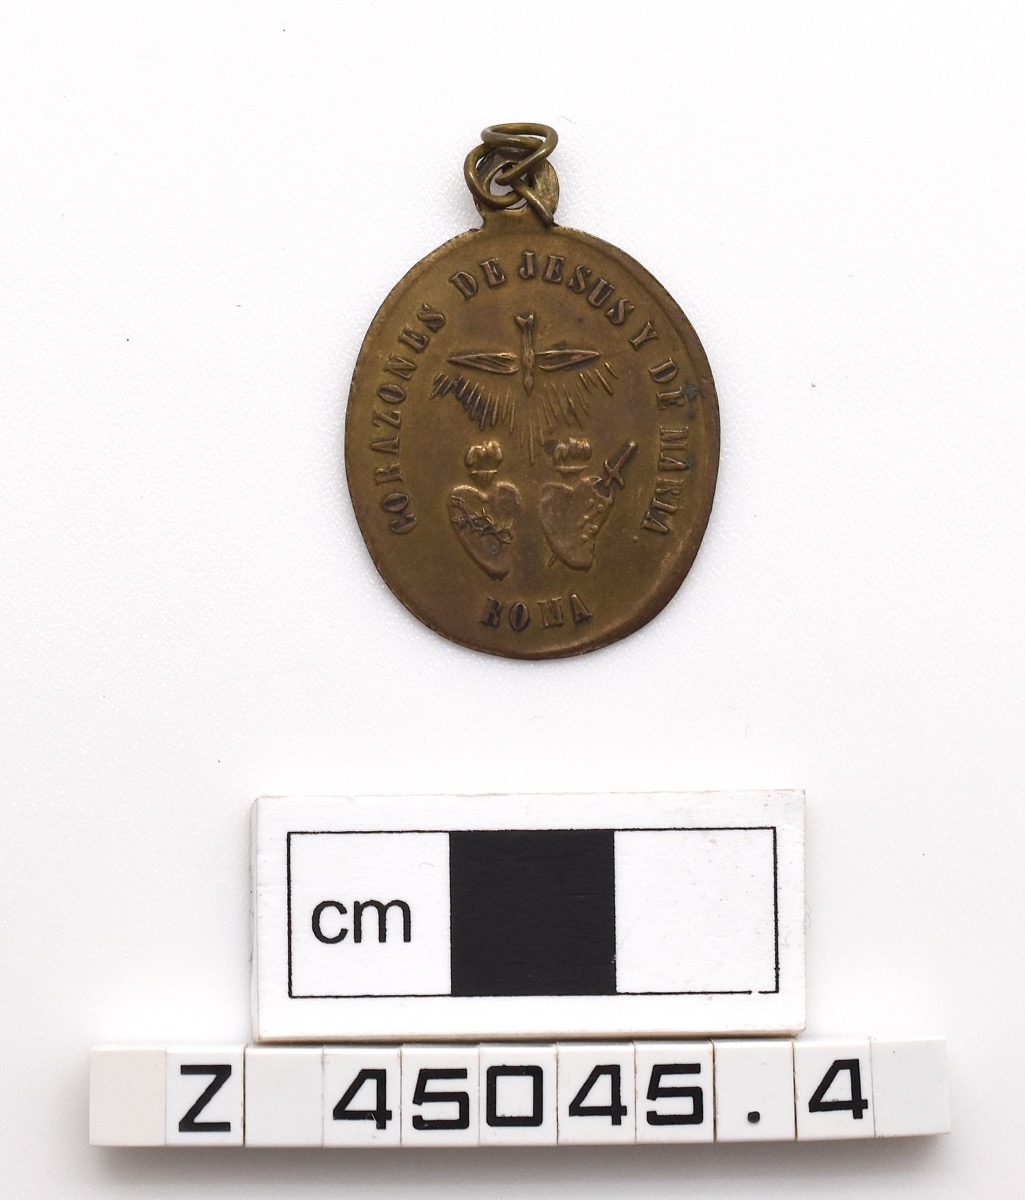 CORAZONES DE JESUS Y DE MARIA
ROMA
cm
Z 45045.4